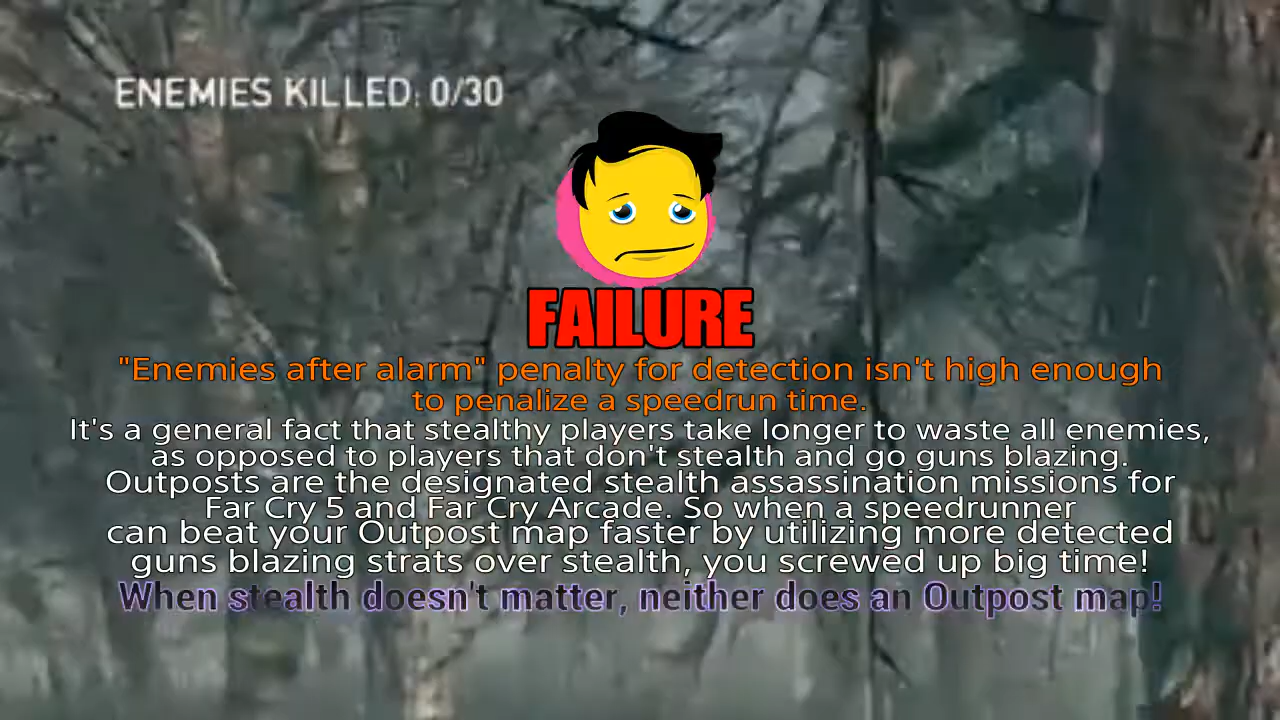 ENEMIES KILLED: 0/30
FAILURE
"Enemies after alarm" penalty for detection isn't high enough
to penalize a speedrun time.
It's a general fact that stealthy players take longer to waste all enemies,
as opposed to players that don't stealth and go guns blazing.
Outposts are the designated stealth assassination missions for
Far Cry 5 and Far Cry Arcade. So when a speedrunner
can beat your Outpost map faster by utilizing more detected
guns blazing strats over stealth, you screwed up big time!
When stealth doesn't matter, neither does an Outpost map!